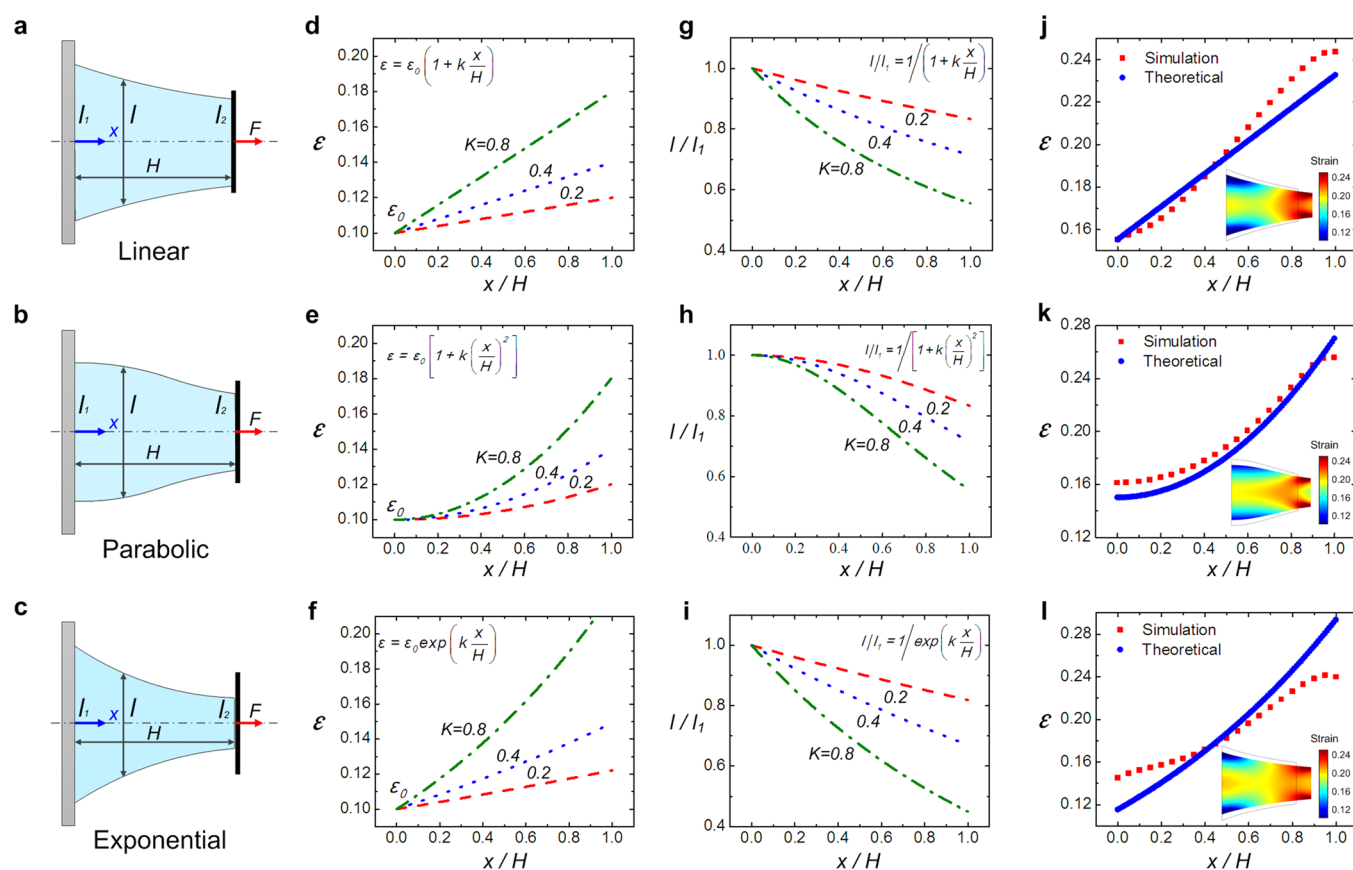 a
l₁
x
l
H
l₂
F
Linear
d
ε = ε₀(1 + k x/H)
0.20
0.18
0.16
0.14
0.12
0.10
ε
K=0.8
0.4
0.2
ε₀
0.0 0.2 0.4 0.6 0.8 1.0
x / H
g
l/l₁ = 1/(1 + k x/H)
1.0
0.8
0.6
0.4
l / l₁
0.2
0.4
K=0.8
0.0 0.2 0.4 0.6 0.8 1.0
x / H
j
Simulation
Theoretical
0.24
0.22
0.20
0.18
0.16
ε
Strain
0.24
0.20
0.16
0.12
0.0 0.2 0.4 0.6 0.8 1.0
x / H
b
l₁
x
l
H
l₂
F
Parabolic
e
ε = ε₀[1 + k(x/H)²]
0.20
0.18
0.16
0.14
0.12
0.10
ε
K=0.8
0.4
0.2
ε₀
0.0 0.2 0.4 0.6 0.8 1.0
x / H
h
l/l₁ = 1/[1 + k(x/H)²]
1.0
0.8
0.6
0.4
l / l₁
0.2
0.4
K=0.8
0.0 0.2 0.4 0.6 0.8 1.0
x / H
k
Simulation
Theoretical
0.28
0.24
0.20
0.16
0.12
ε
Strain
0.24
0.20
0.16
0.12
0.0 0.2 0.4 0.6 0.8 1.0
x / H
c
l₁
x
l
H
l₂
F
Exponential
f
ε = ε₀exp(k x/H)
0.20
0.18
0.16
0.14
0.12
0.10
ε
K=0.8
0.4
0.2
ε₀
0.0 0.2 0.4 0.6 0.8 1.0
x / H
i
l/l₁ = 1/exp(k x/H)
1.0
0.8
0.6
0.4
l / l₁
0.2
0.4
K=0.8
0.0 0.2 0.4 0.6 0.8 1.0
x / H
l
Simulation
Theoretical
0.28
0.24
0.20
0.16
0.12
ε
Strain
0.24
0.20
0.16
0.12
0.0 0.2 0.4 0.6 0.8 1.0
x / H